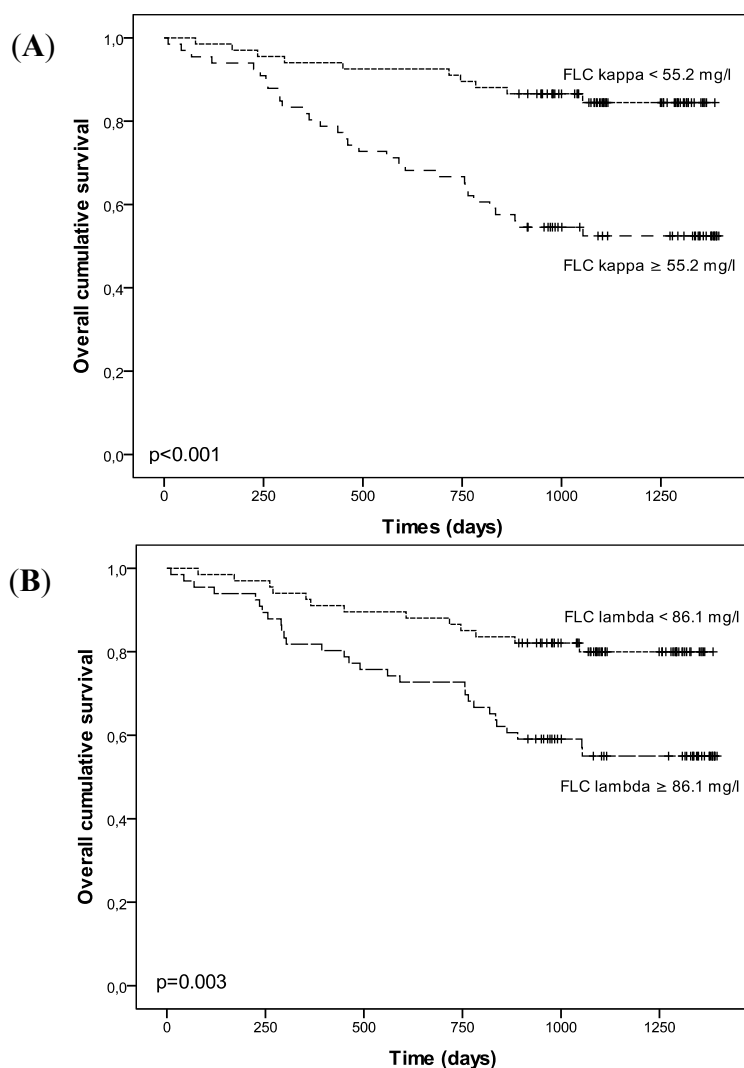 (A)
Overall cumulative survival
1,0
0,8
0,6
0,4
0,2
0,0
FLC kappa < 55.2 mg/l
FLC kappa ≥ 55.2 mg/l
p<0.001
0 250 500 750 1000 1250
Times (days)
(B)
Overall cumulative survival
1,0
0,8
0,6
0,4
0,2
0,0
FLC lambda < 86.1 mg/l
FLC lambda ≥ 86.1 mg/l
p=0.003
0 250 500 750 1000 1250
Time (days)